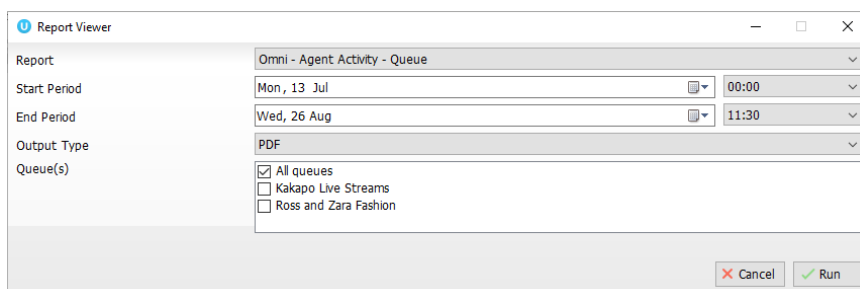 Report Viewer
Report Omni - Agent Activity - Queue
Start Period Mon, 13 Jul 00:00
End Period Wed, 26 Aug 11:30
Output Type PDF
Queue(s) All queues
Kakapo Live Streams
Ross and Zara Fashion
Cancel Run